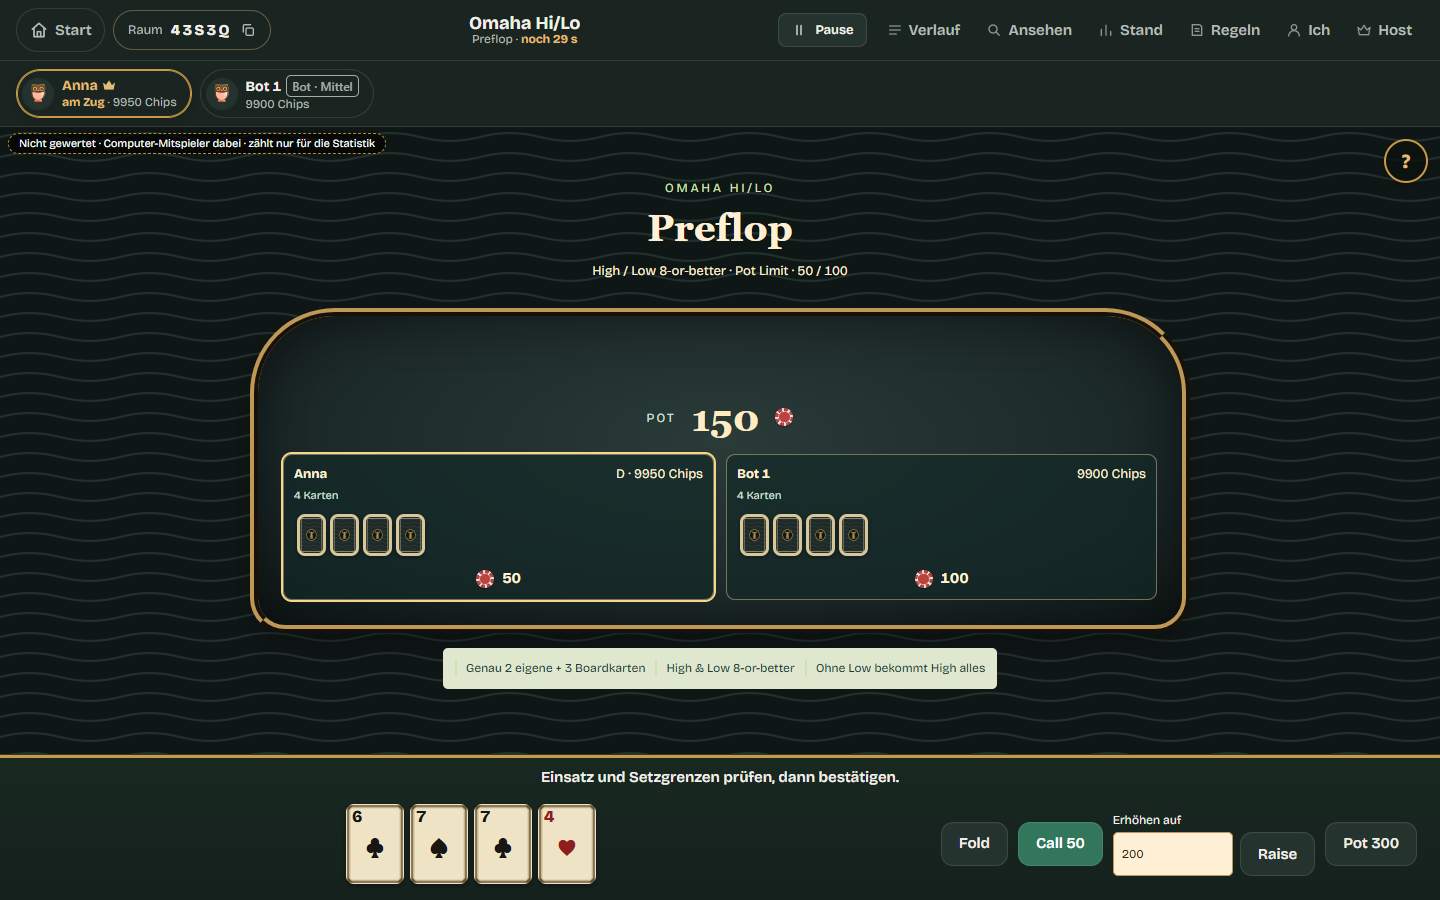 Start
Raum 43S3Q
Omaha Hi/Lo
Preflop · noch 29 s
Pause
Verlauf
Ansehen
Stand
Regeln
Ich
Host
Anna
am Zug · 9950 Chips
Bot 1 Bot · Mittel
9900 Chips
Nicht gewertet · Computer-Mitspieler dabei · zählt nur für die Statistik
?
OMAHA HI/LO
Preflop
High / Low 8-or-better · Pot Limit · 50 / 100
POT 150
Anna D · 9950 Chips
4 Karten
50
Bot 1 9900 Chips
4 Karten
100
Genau 2 eigene + 3 Boardkarten
High & Low 8-or-better
Ohne Low bekommt High alles
Einsatz und Setzgrenzen prüfen, dann bestätigen.
6
7
7
4
Fold
Call 50
Erhöhen auf
200
Raise
Pot 300